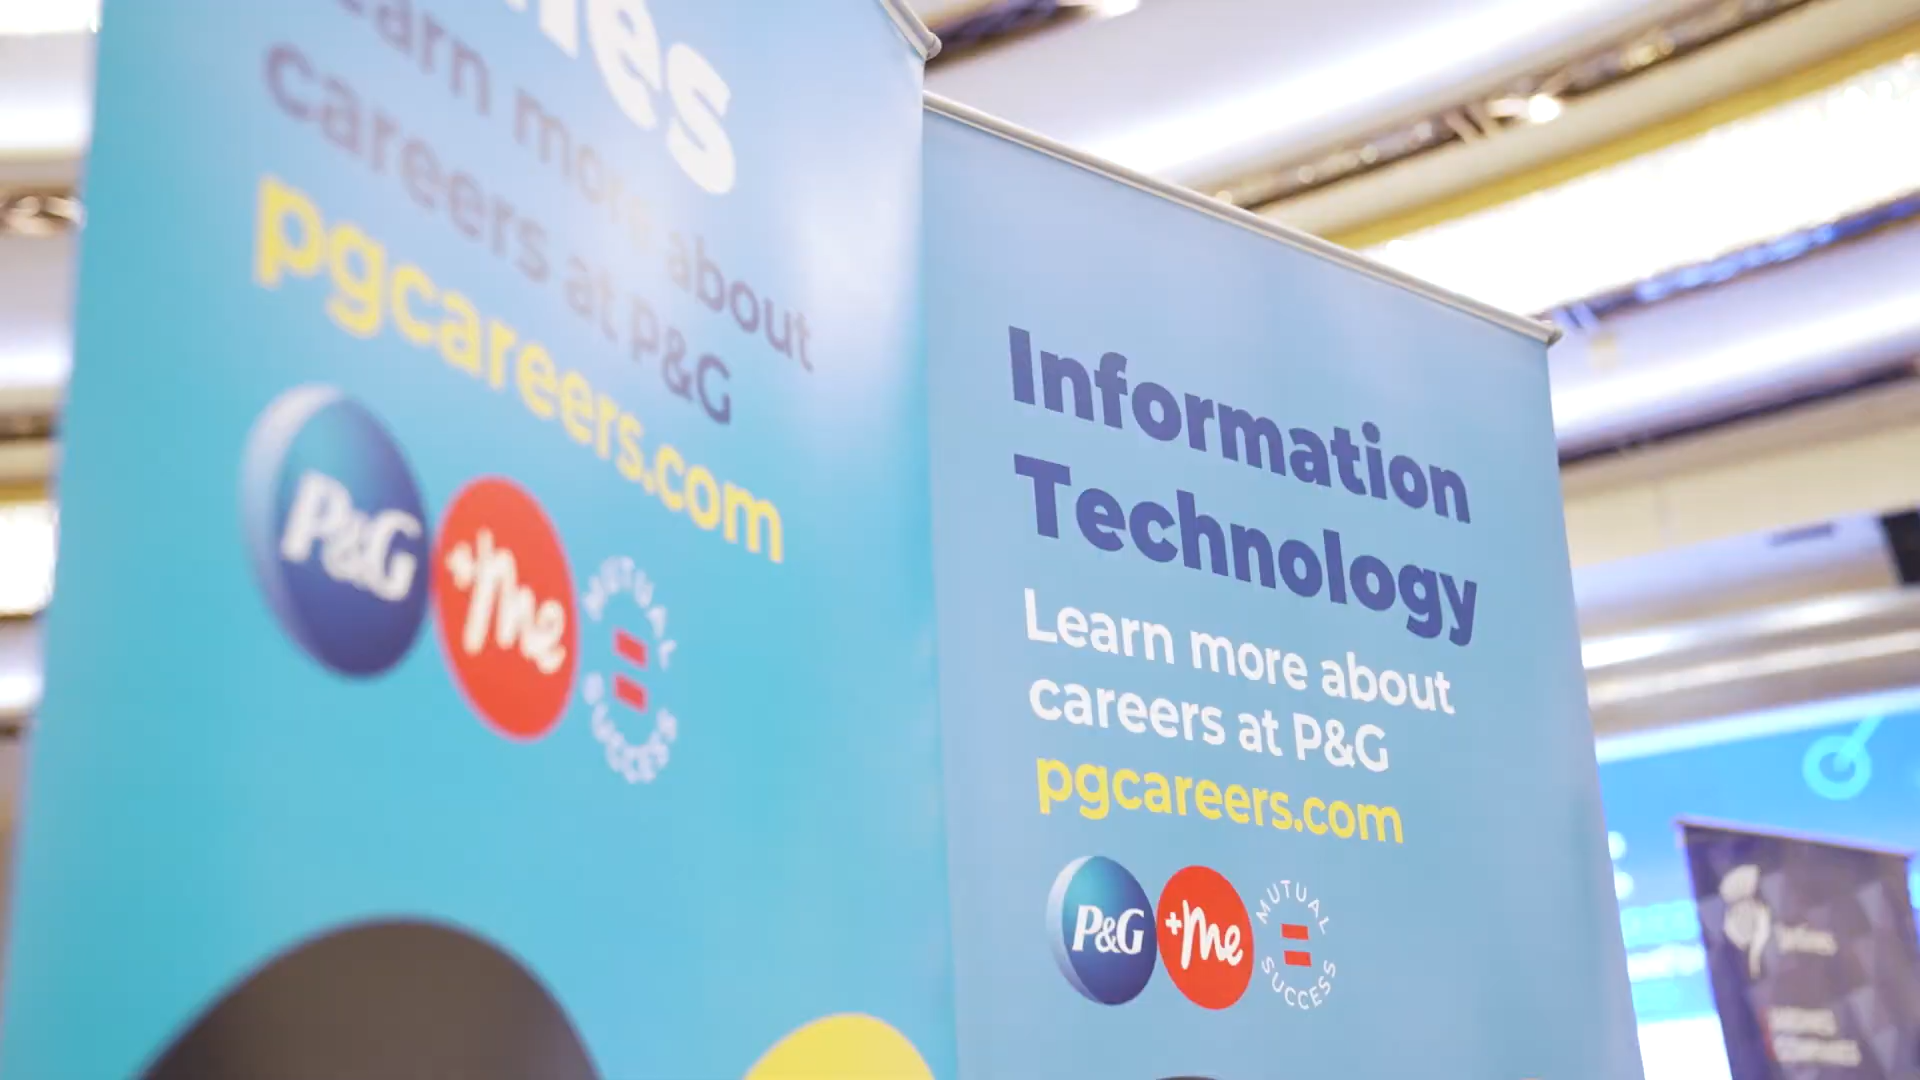 earn more about
careers at P&G
pgcareers.com
P&G
+me
MUTUAL
SUCCESS
Information
Technology
Learn more about
careers at P&G
pgcareers.com
P&G
+me
MUTUAL
SUCCESS